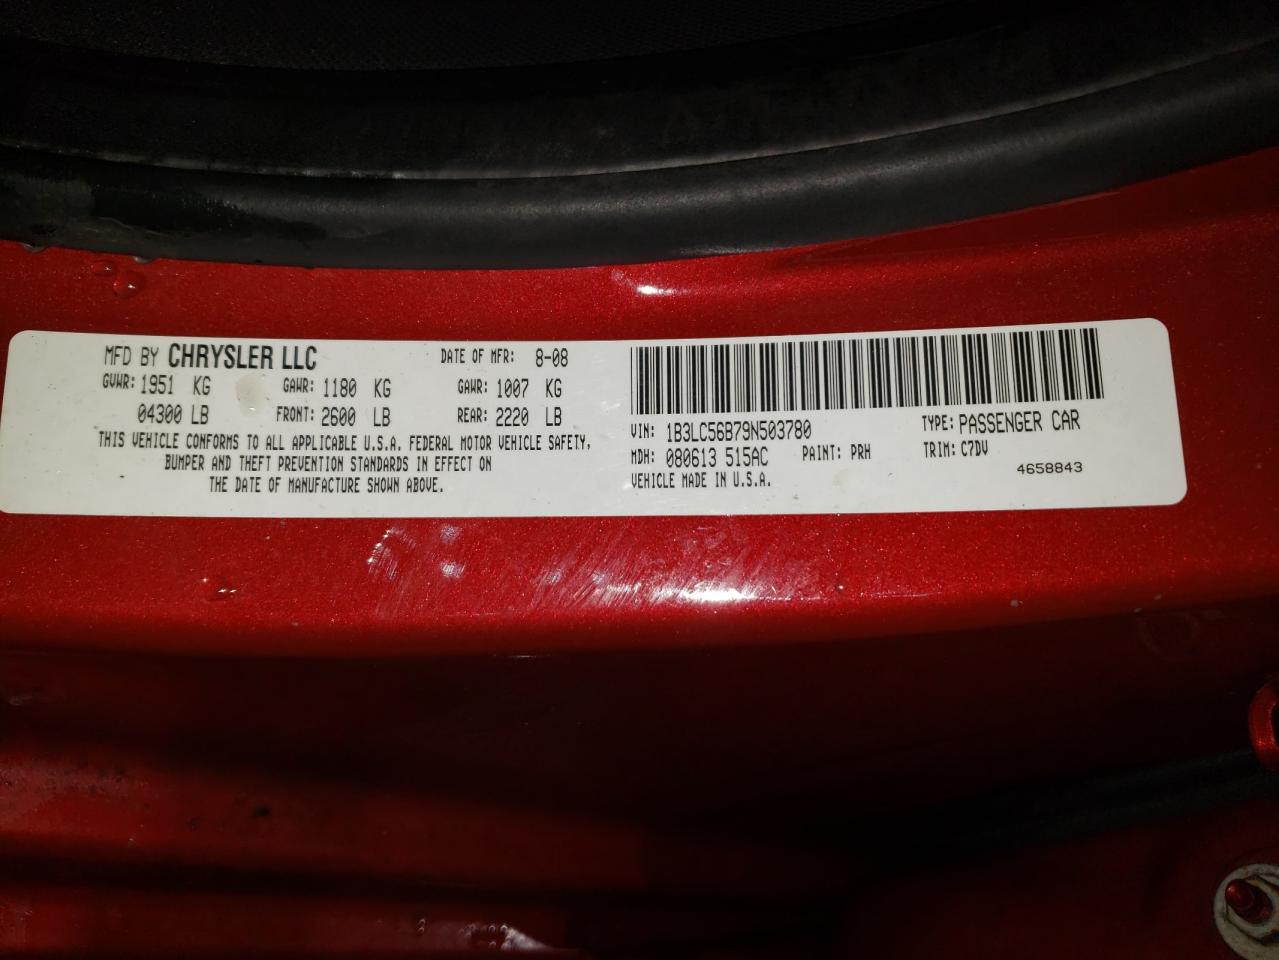 MFD BY CHRYSLER LLC DATE OF MFR: 8-08
GVWR: 1951 KG GAWR: 1180 KG GAWR: 1007 KG
04300 LB FRONT: 2600 LB REAR: 2220 LB
THIS VEHICLE CONFORMS TO ALL APPLICABLE U.S.A. FEDERAL MOTOR VEHICLE SAFETY,
BUMPER AND THEFT PREVENTION STANDARDS IN EFFECT ON
THE DATE OF MANUFACTURE SHOWN ABOVE.
VIN: 1B3LC56B79N503780 TYPE: PASSENGER CAR
MDH: 080613 515AC PAINT: PRH TRIM: C7DV
VEHICLE MADE IN U.S.A. 4658843